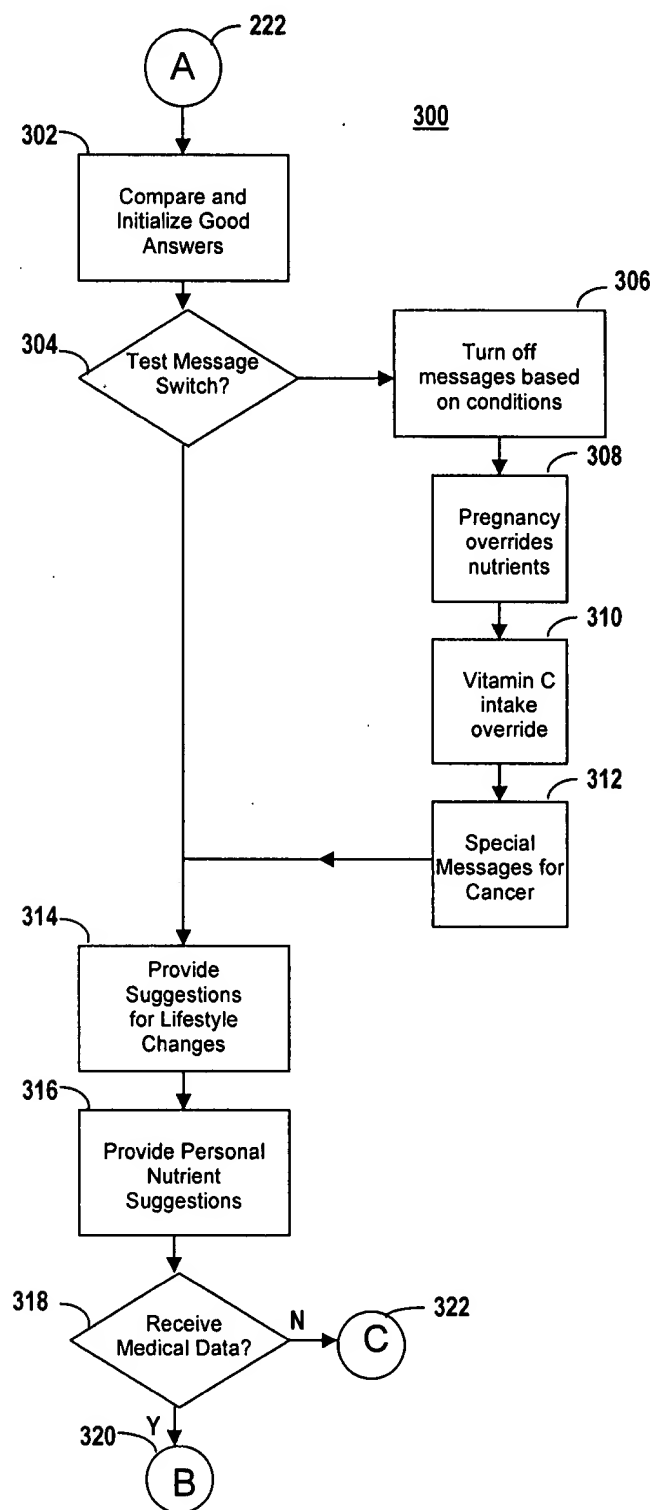 222
A
300
302
Compare and
Initialize Good
Answers
304
Test Message
Switch?
306
Turn off
messages based
on conditions
308
Pregnancy
overrides
nutrients
310
Vitamin C
intake
override
312
Special
Messages for
Cancer
314
Provide
Suggestions
for Lifestyle
Changes
316
Provide Personal
Nutrient
Suggestions
318
Receive
Medical Data?
N
322
C
Y
320
B